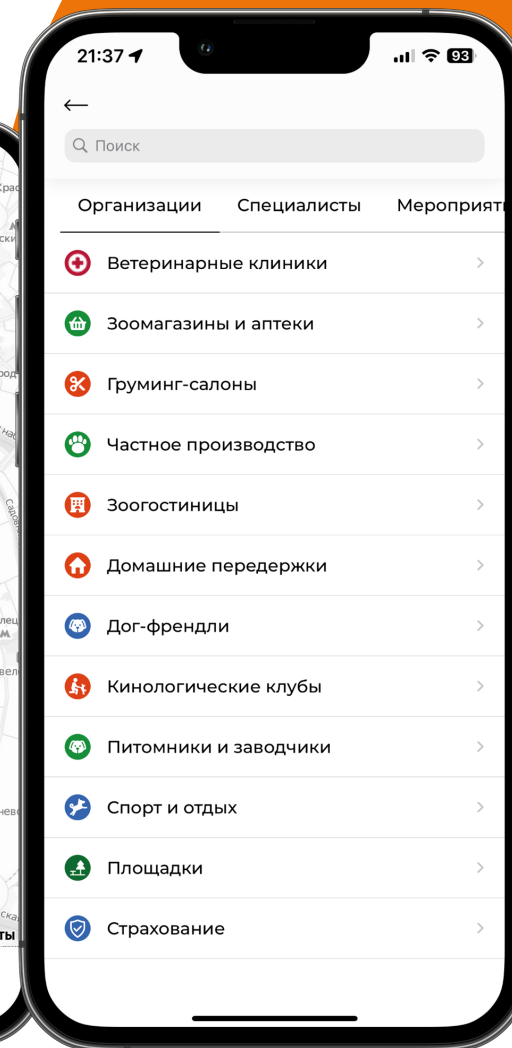 21:37
93
Поиск
Организации Специалисты
Ветеринарные клиники
Зоомагазины и аптеки
Груминг-салоны
Частное производство
Зоогостиницы
Домашние передержки
Дог-френдли
Кинологические клубы
Питомники и заводчики
Спорт и отдых
Площадки
Страхование